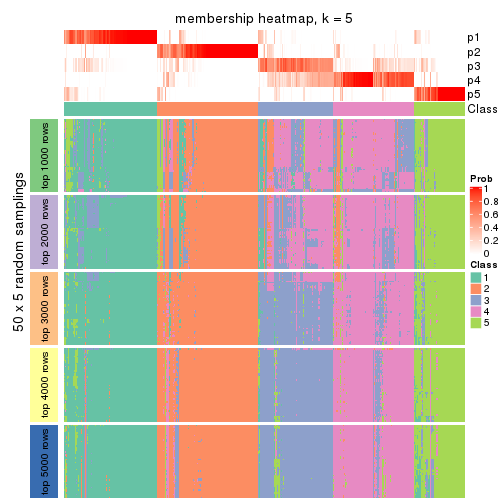 membership heatmap, k = 5
p1
p2
p3
p4
p5
Class
50 x 5 random samplings
top 1000 rows
top 2000 rows
top 3000 rows
top 4000 rows
top 5000 rows
Prob
1
0.8
0.6
0.4
0.2
0
Class
1
2
3
4
5